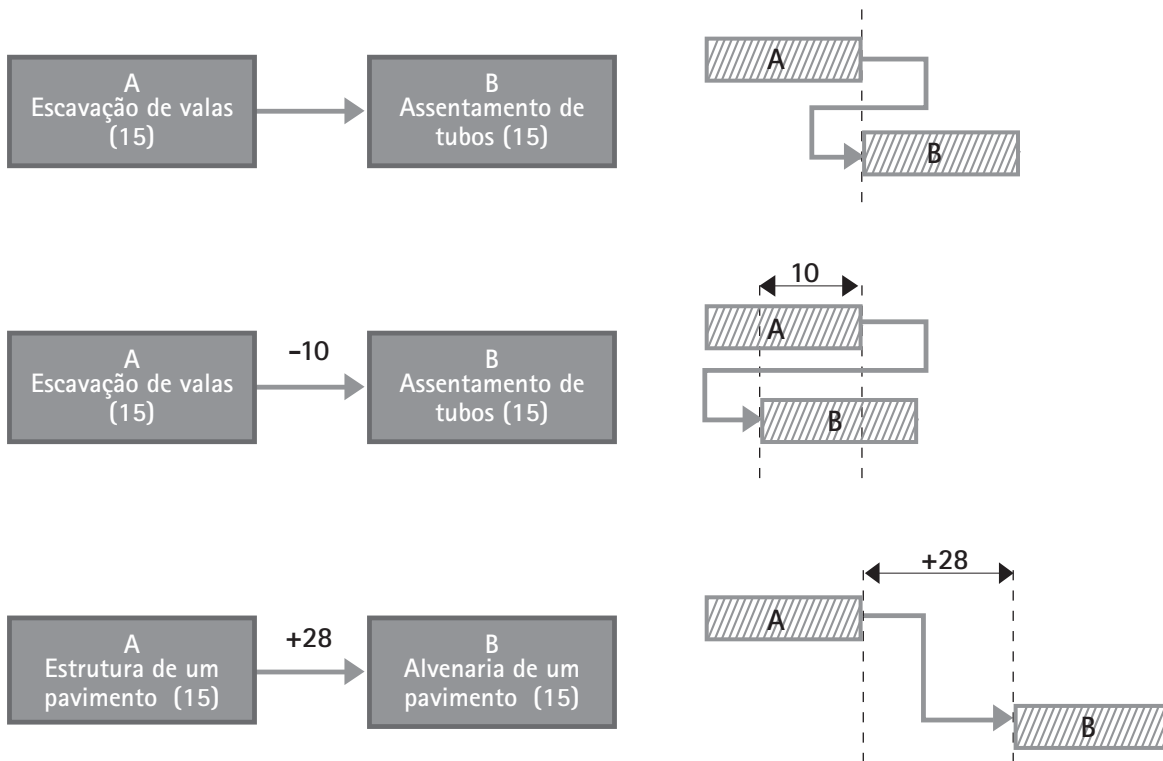 A
Escavação de valas
(15)
B
Assentamento de
tubos (15)
A
B
A
Escavação de valas
(15)
–10
B
Assentamento de
tubos (15)
10
A
B
A
Estrutura de um
pavimento (15)
+28
B
Alvenaria de um
pavimento (15)
+28
A
B